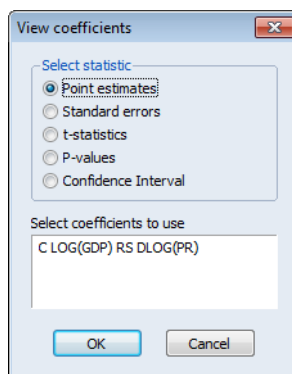 View coefficients
Select statistic
Point estimates
Standard errors
t-statistics
P-values
Confidence Interval
Select coefficients to use
C LOG(GDP) RS DLOG(PR)
OK Cancel